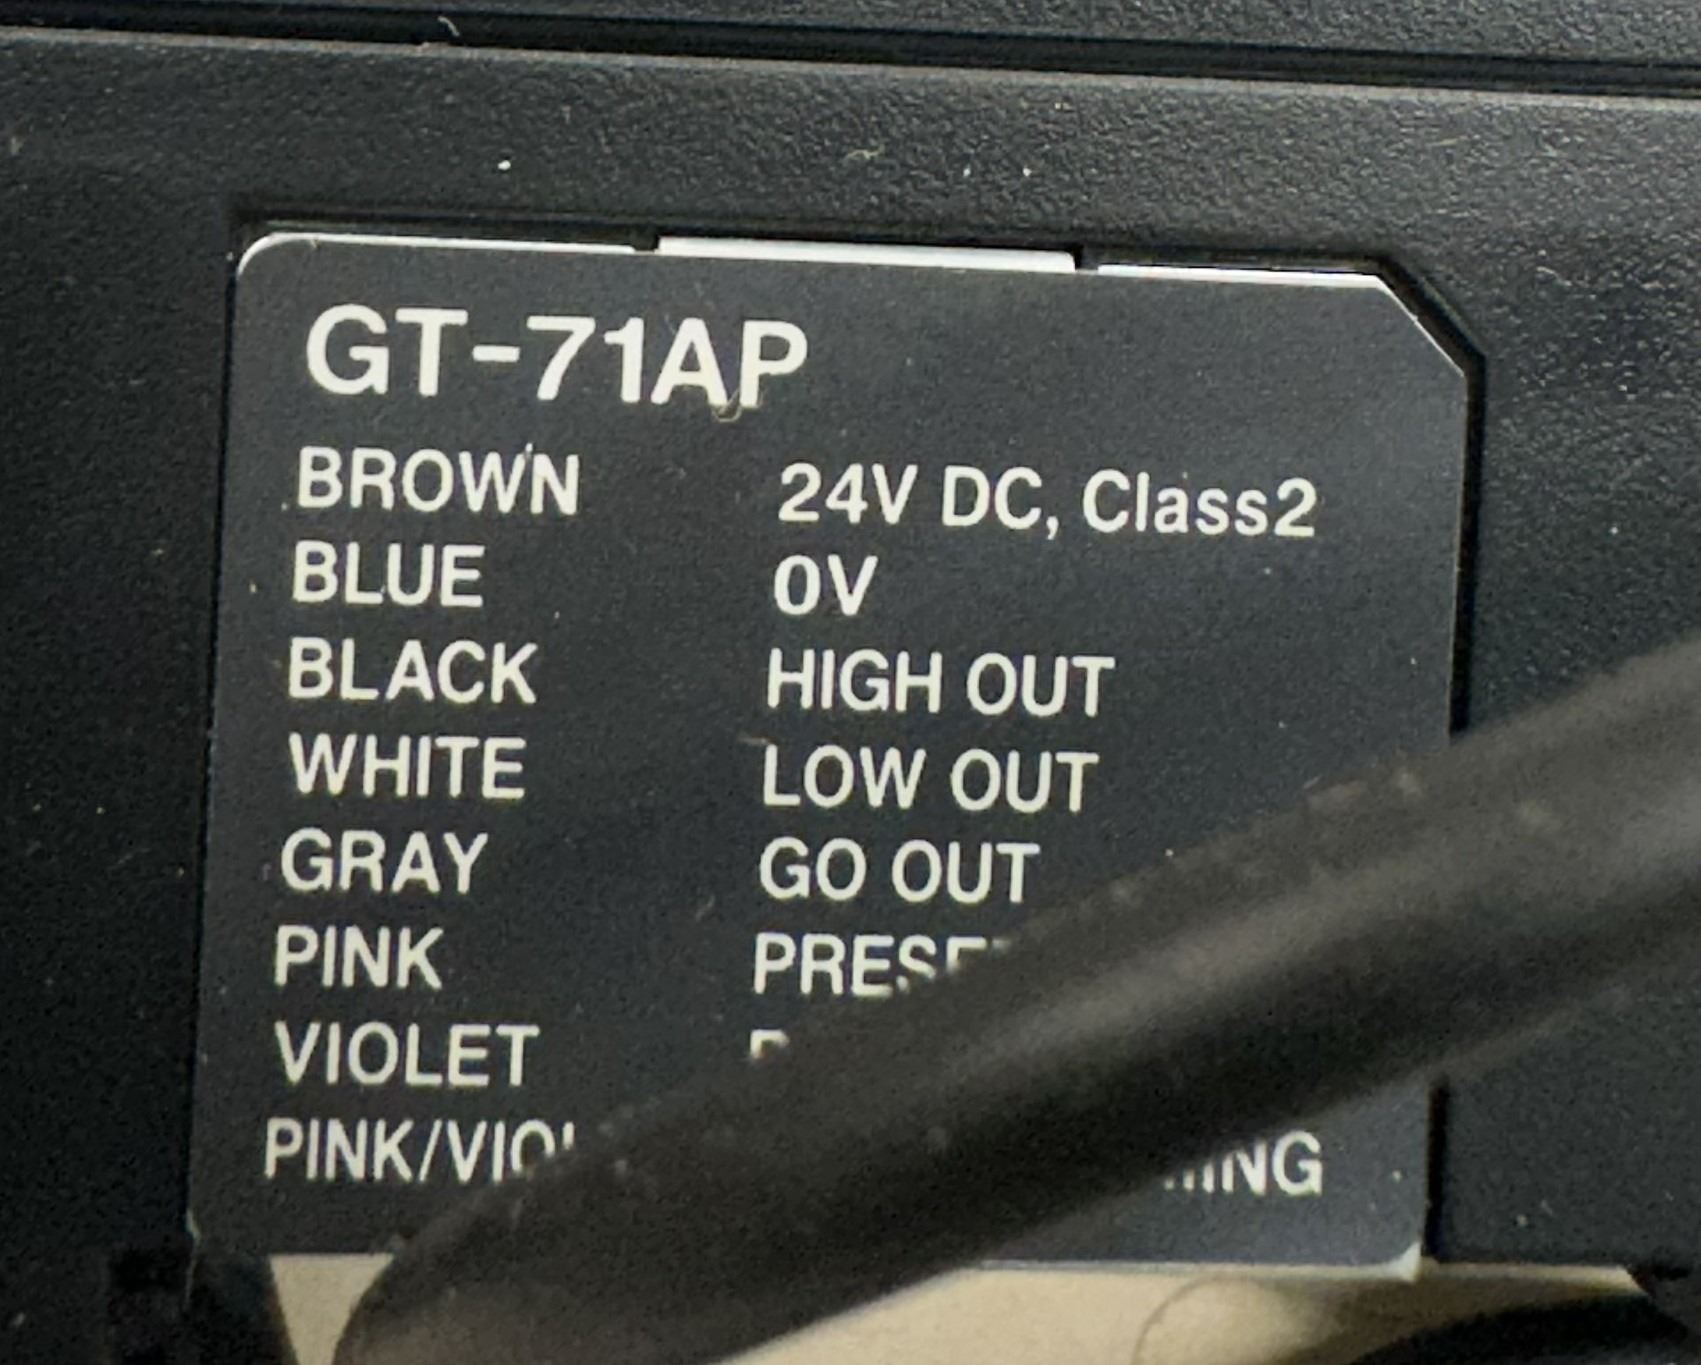 GT-71AP
BROWN 24V DC, Class2
BLUE 0V
BLACK HIGH OUT
WHITE LOW OUT
GRAY GO OUT
PINK
VIOLET